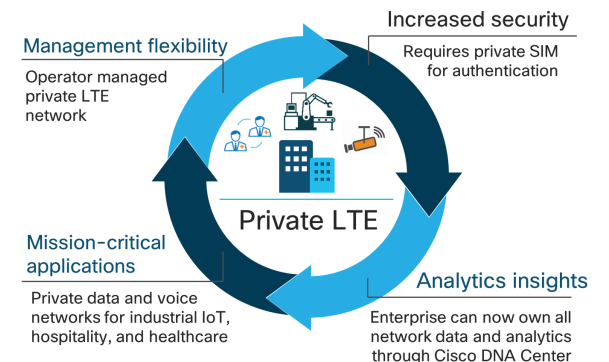 Management flexibility
Operator managed
private LTE
network
Increased security
Requires private SIM
for authentication
Private LTE
Mission-critical
applications
Private data and voice
networks for industrial IoT,
hospitality, and healthcare
Analytics insights
Enterprise can now own all
network data and analytics
through Cisco DNA Center